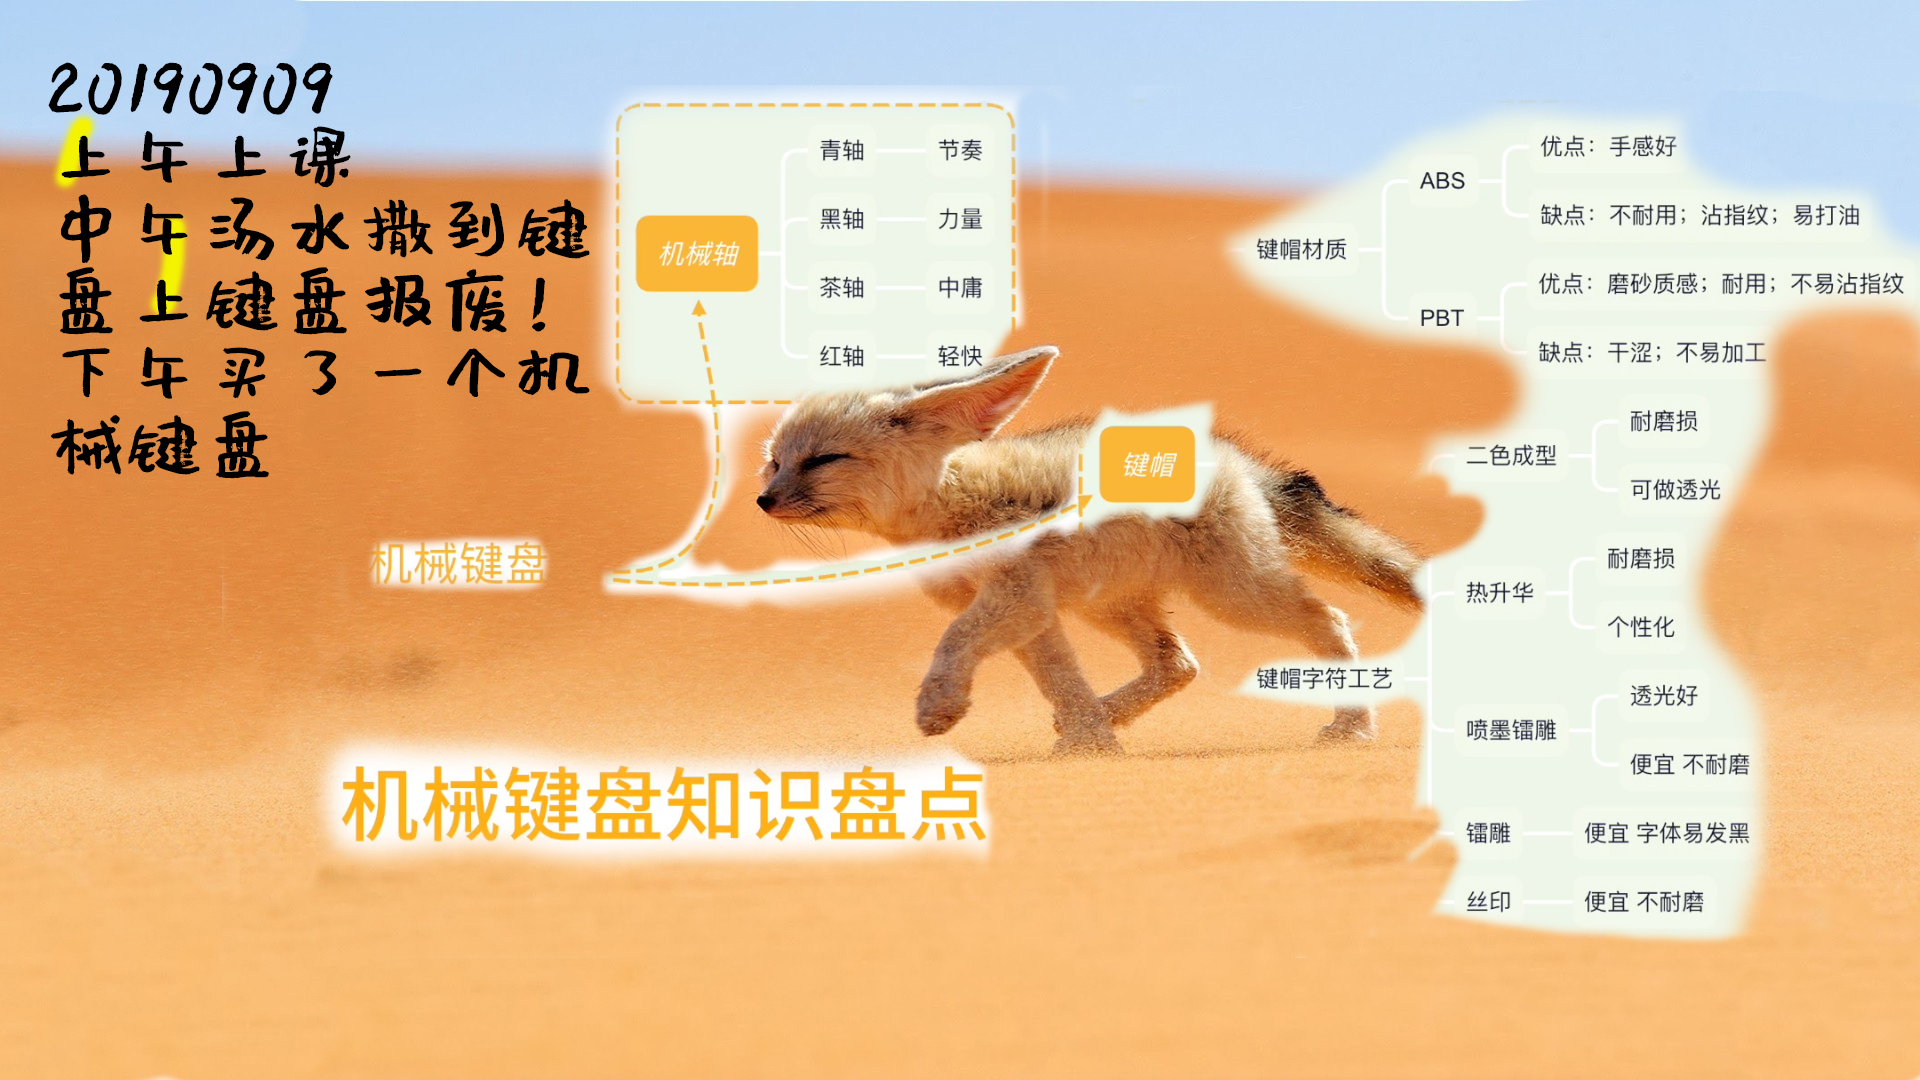 20190909
上午上课
中午汤水撒到键
盘上键盘报废！
下午买了一个机
械键盘
机械轴
青轴 节奏
黑轴 力量
茶轴 中庸
红轴 轻快
键帽
机械键盘
机械键盘知识盘点
键帽材质
ABS
优点：手感好
缺点：不耐用；沾指纹；易打油
PBT
优点：磨砂质感；耐用；不易沾指纹
缺点：干涩；不易加工
键帽字符工艺
二色成型
耐磨损
可做透光
热升华
耐磨损
个性化
喷墨镭雕
透光好
便宜 不耐磨
镭雕 便宜 字体易发黑
丝印 便宜 不耐磨